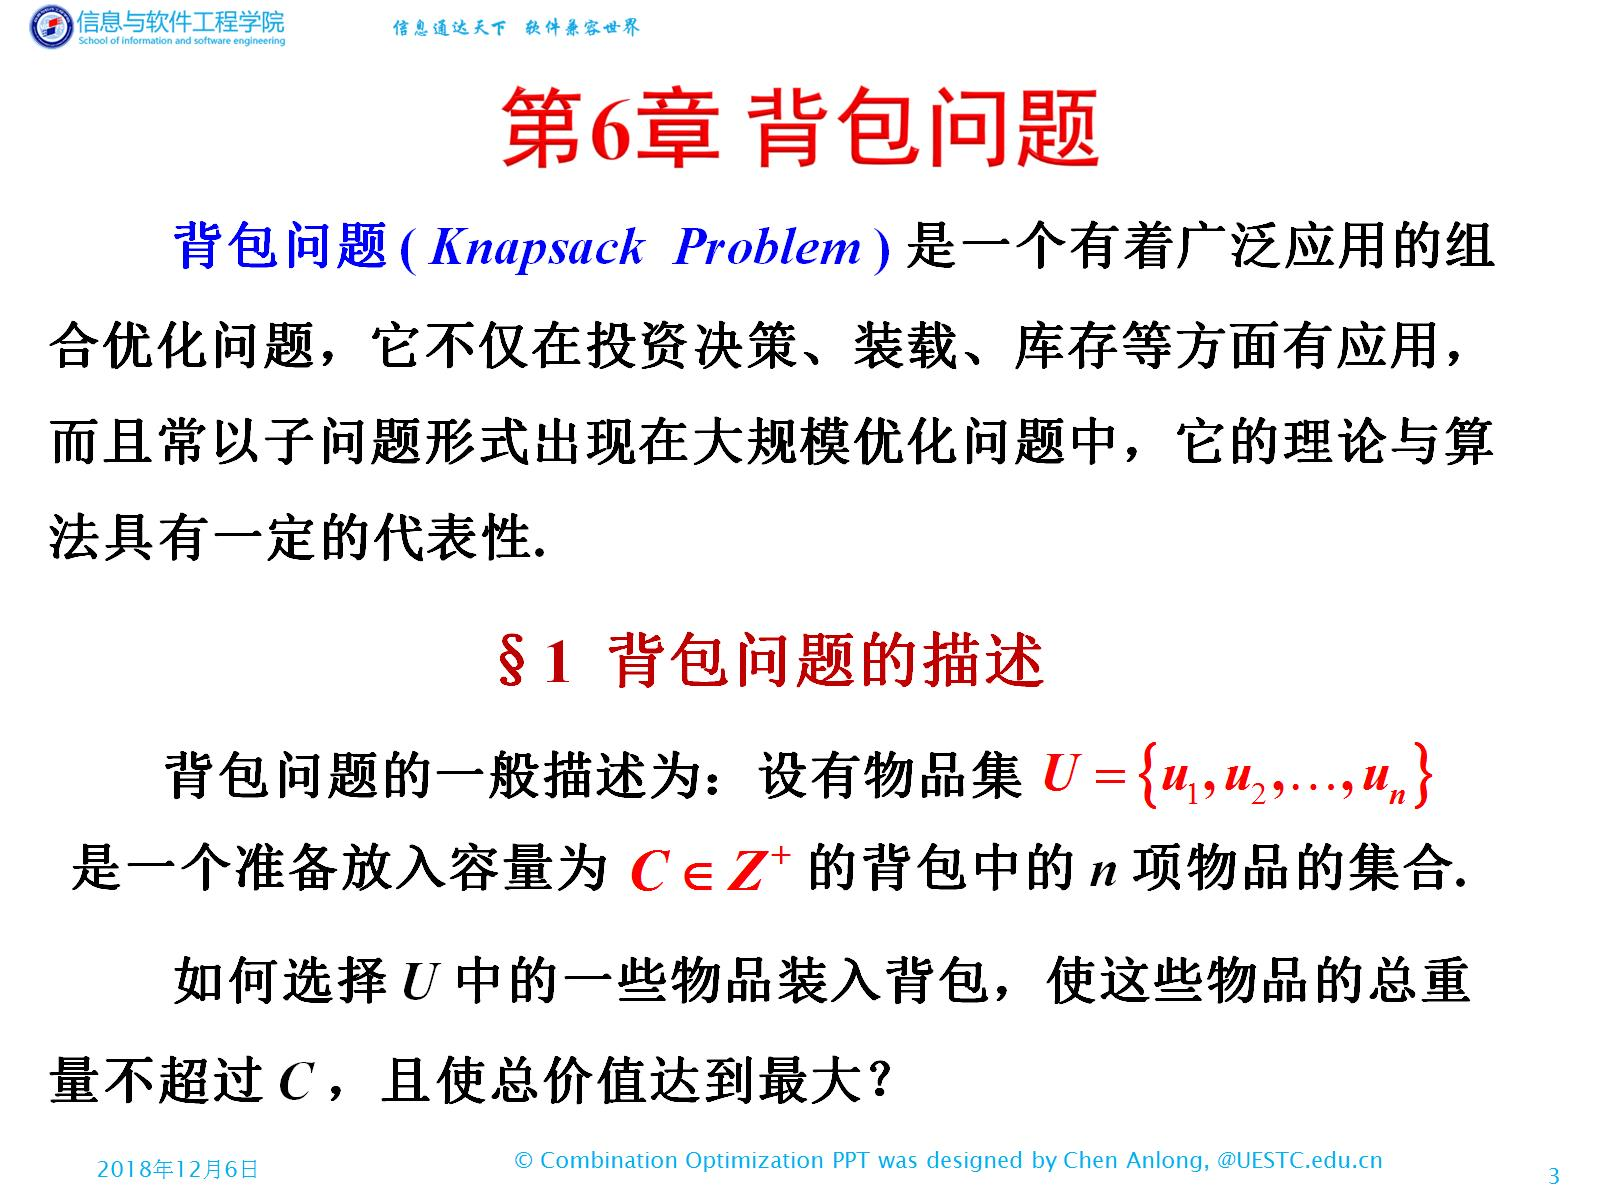 信息与软件工程学院
School of information and software engineering
信息通达天下 软件兼容世界
第6章 背包问题
背包问题 ( Knapsack Problem ) 是一个有着广泛应用的组
合优化问题，它不仅在投资决策、装载、库存等方面有应用，
而且常以子问题形式出现在大规模优化问题中，它的理论与算
法具有一定的代表性.
§1 背包问题的描述
背包问题的一般描述为：设有物品集 U = {u₁, u₂, …, uₙ}
是一个准备放入容量为 C ∈ Z⁺ 的背包中的 n 项物品的集合.
如何选择 U 中的一些物品装入背包，使这些物品的总重
量不超过 C ，且使总价值达到最大？
2018年12月6日
© Combination Optimization PPT was designed by Chen Anlong, @UESTC.edu.cn
3